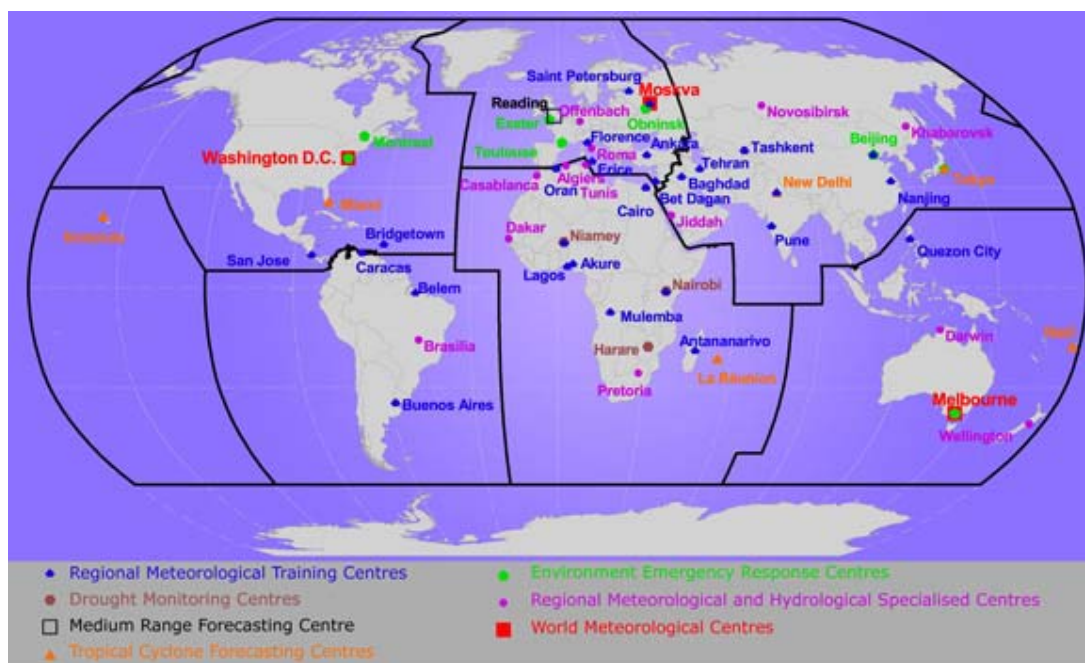 Saint Petersburg
Moskva
Reading
Offenbach
Novosibirsk
Exeter
Obninsk
Khabarovsk
Montreal
Florence
Beijing
Washington D.C.
Toulouse
Roma
Ankara
Tashkent
Erice
Tehran
Tokyo
Casablanca
Algiers
Oran
Tunis
Baghdad
New Delhi
Bet Dagan
Nanjing
Miami
Cairo
Jiddah
Dakar
Pune
Bridgetown
Niamey
Quezon City
San Jose
Caracas
Akure
Lagos
Belem
Nairobi
Mulemba
Darwin
Brasilia
Harare
Antananarivo
La Réunion
Pretoria
Buenos Aires
Melbourne
Wellington
Regional Meteorological Training Centres
Environment Emergency Response Centres
Drought Monitoring Centres
Regional Meteorological and Hydrological Specialised Centres
Medium Range Forecasting Centre
World Meteorological Centres
Tropical Cyclone Forecasting Centres